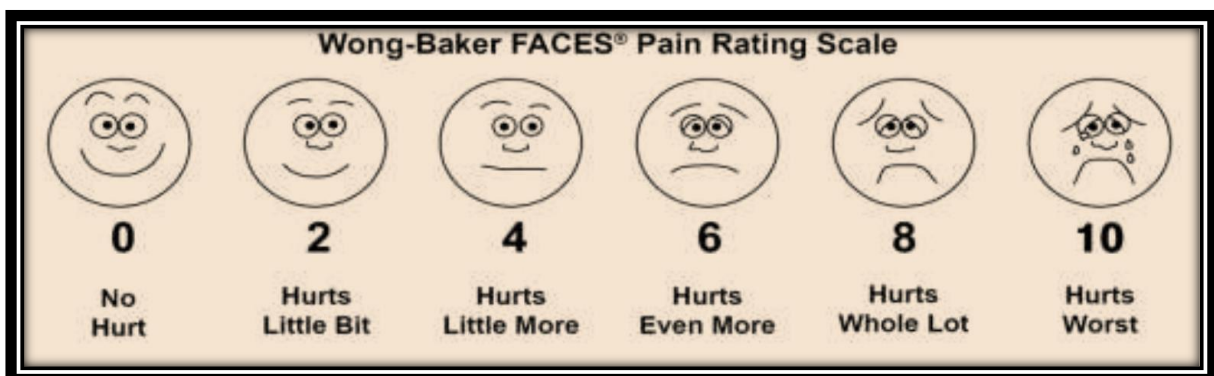 Wong-Baker FACES® Pain Rating Scale
0
2
4
6
8
10
No
Hurt
Hurts
Little Bit
Hurts
Little More
Hurts
Even More
Hurts
Whole Lot
Hurts
Worst